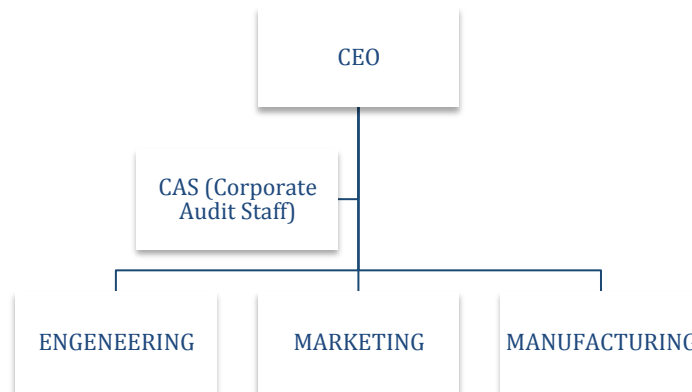 CEO
CAS (Corporate
Audit Staff)
ENGENEERING
MARKETING
MANUFACTURING